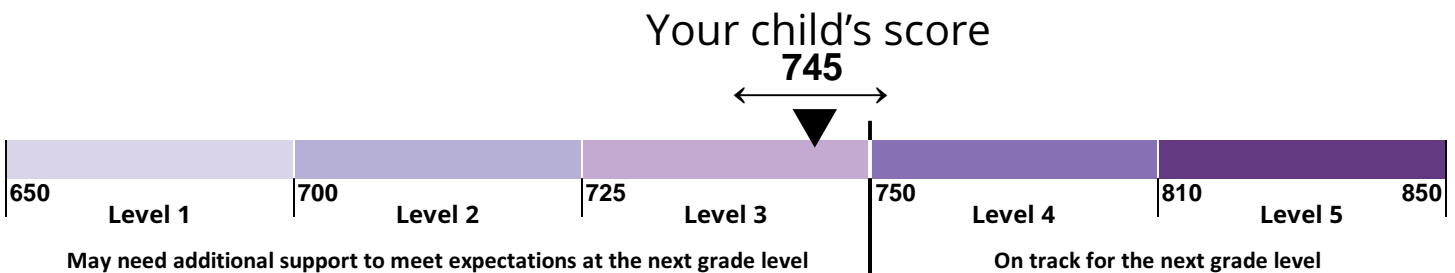 Your child's score
745
650 700 725 750 810 850
Level 1 Level 2 Level 3 Level 4 Level 5
May need additional support to meet expectations at the next grade level On track for the next grade level